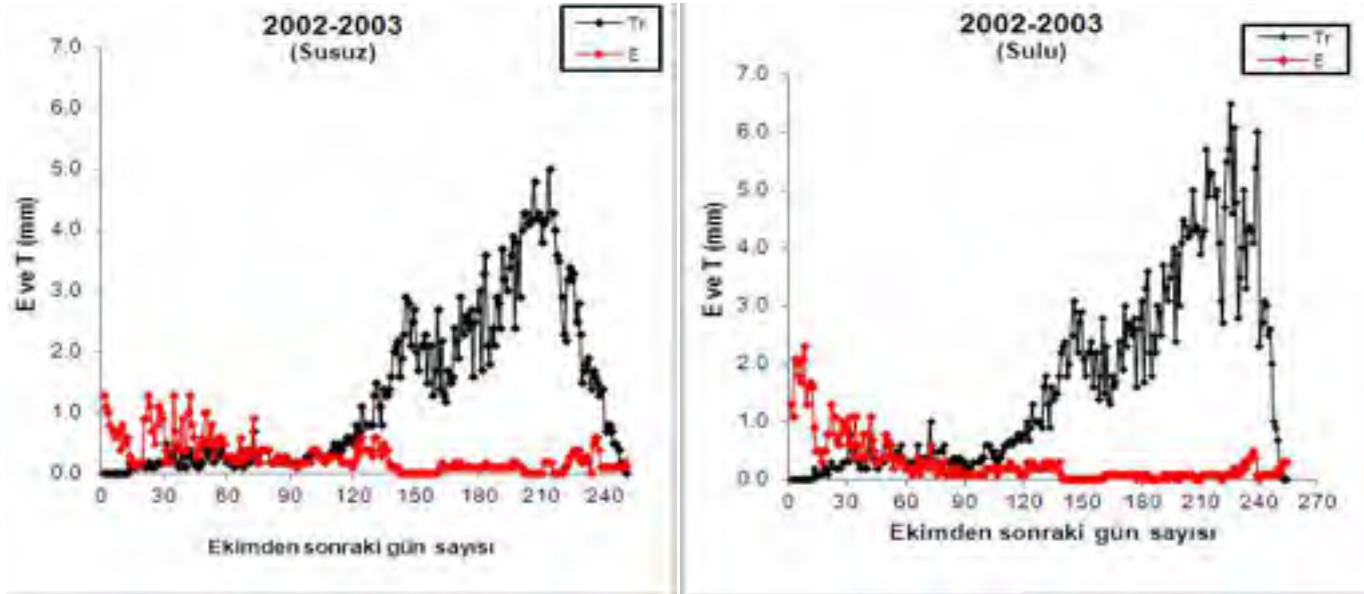 2002-2003
(Susuz)
Tr
E
7.0
6.0
5.0
4.0
3.0
2.0
1.0
0.0
E ve T (mm)
0 30 60 90 120 150 180 210 240
Ekimden sonraki gün sayısı
2002-2003
(Sulu)
Tr
E
7.0
6.0
5.0
4.0
3.0
2.0
1.0
0.0
E ve T (mm)
0 30 60 90 120 150 180 210 240 270
Ekimden sonraki gün sayısı